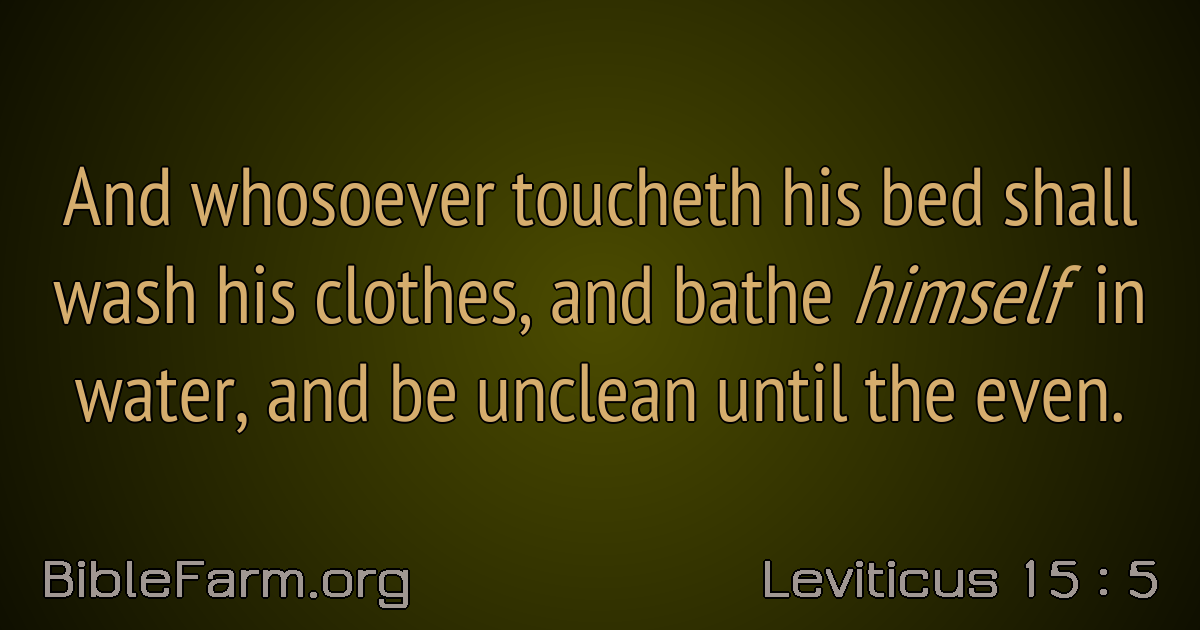 And whosoever toucheth his bed shall
wash his clothes, and bathe himself in
water, and be unclean until the even.
BibleFarm.org
Leviticus 15 : 5